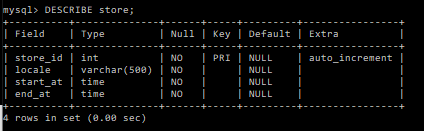 mysql> DESCRIBE store;
+----------+--------------+------+-----+---------+----------------+
| Field    | Type         | Null | Key | Default | Extra          |
+----------+--------------+------+-----+---------+----------------+
| store_id | int          | NO   | PRI | NULL    | auto_increment |
| locale   | varchar(500) | NO   |     | NULL    |                |
| start_at | time         | NO   |     | NULL    |                |
| end_at   | time         | NO   |     | NULL    |                |
+----------+--------------+------+-----+---------+----------------+
4 rows in set (0.00 sec)